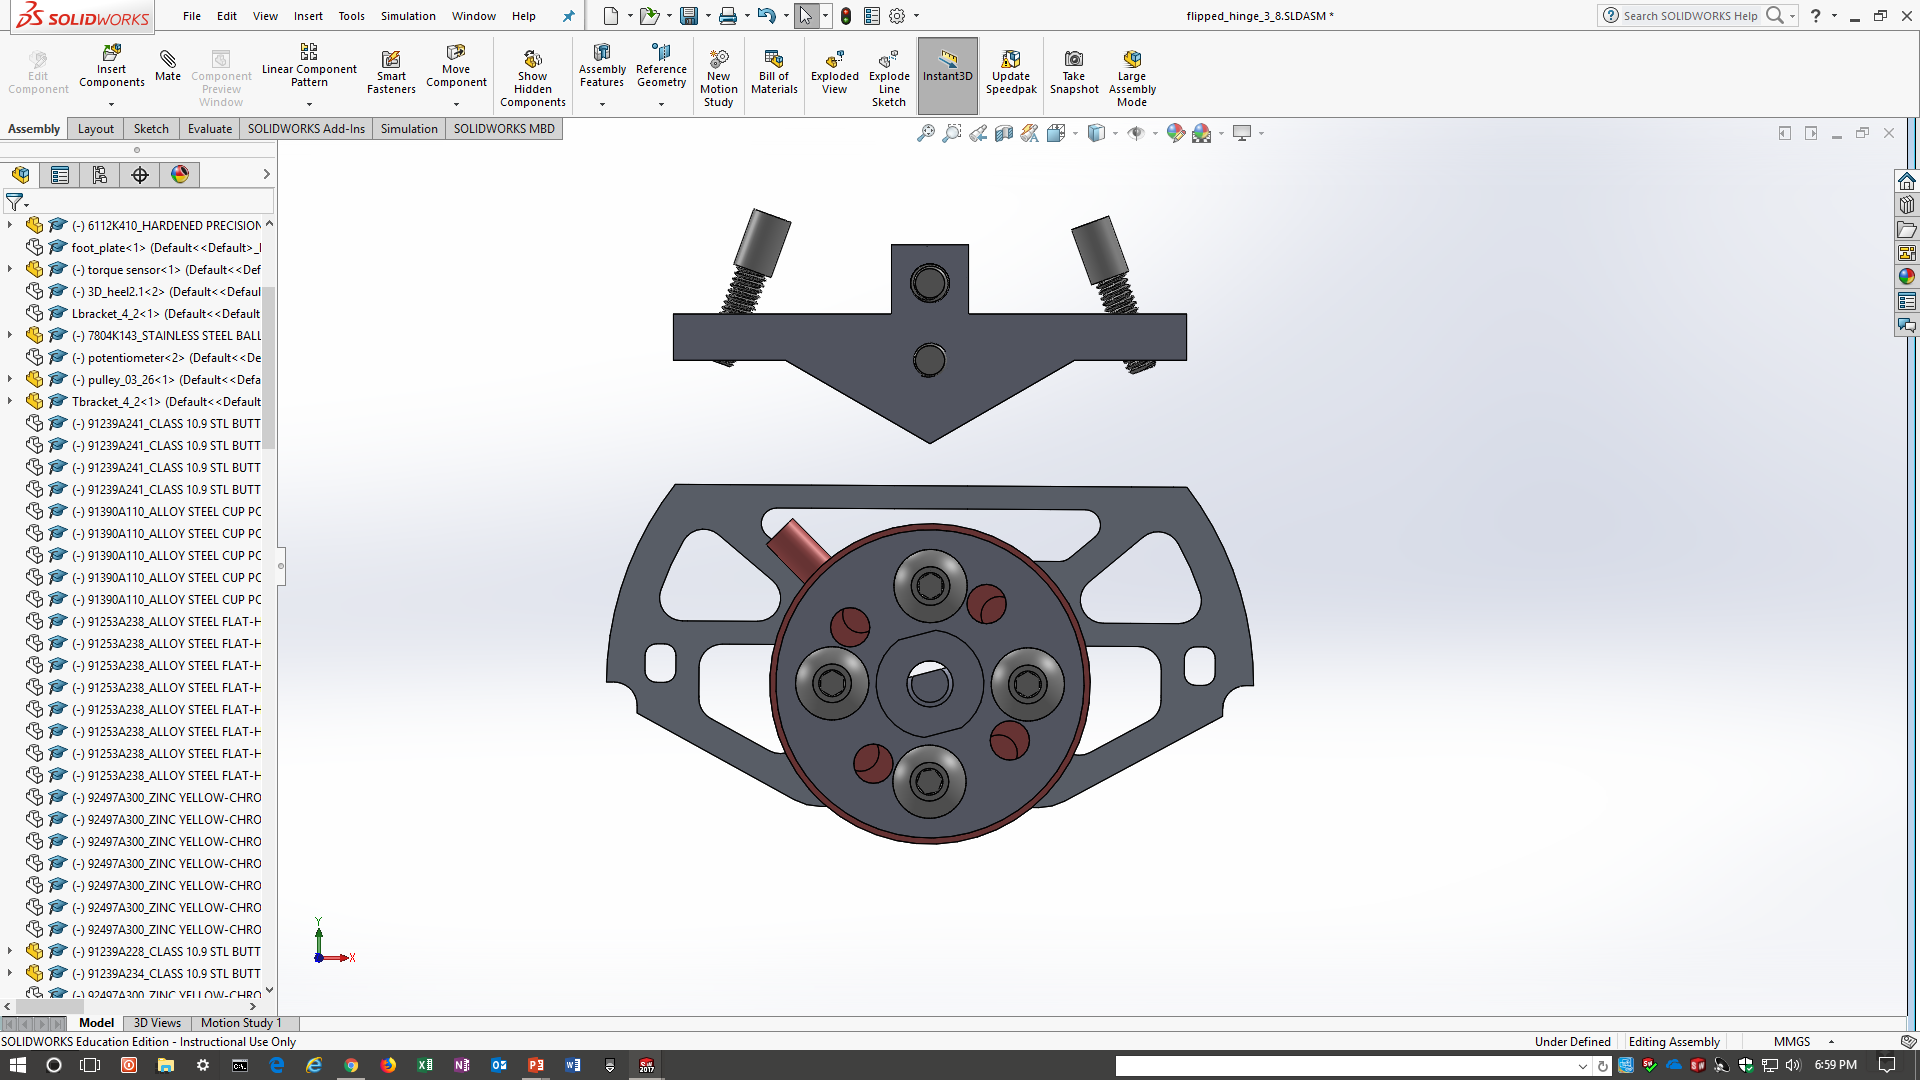 SOLIDWORKS
File Edit View Insert Tools Simulation Window Help
flipped_hinge_3_8.SLDASM *
Search SOLIDWORKS Help
Edit Component
Insert Components
Mate
Component Preview Window
Linear Component Pattern
Smart Fasteners
Move Component
Show Hidden Components
Assembly Features
Reference Geometry
New Motion Study
Bill of Materials
Exploded View
Explode Line Sketch
Instant3D
Update Speedpak
Take Snapshot
Large Assembly Mode
Assembly Layout Sketch Evaluate SOLIDWORKS Add-Ins Simulation SOLIDWORKS MBD
(-) 6112K410_HARDENED PRECISION
foot_plate<1> (Default<<Default>_
(-) torque sensor<1> (Default<<Def
(-) 3D_heel2.1<2> (Default<<Defaul
Lbracket_4_2<1> (Default<<Default
(-) 7804K143_STAINLESS STEEL BALL
(-) potentiometer<2> (Default<<De
(-) pulley_03_26<1> (Default<<Defa
Tbracket_4_2<1> (Default<<Default
(-) 91239A241_CLASS 10.9 STL BUTT
(-) 91239A241_CLASS 10.9 STL BUTT
(-) 91239A241_CLASS 10.9 STL BUTT
(-) 91239A241_CLASS 10.9 STL BUTT
(-) 91390A110_ALLOY STEEL CUP PC
(-) 91390A110_ALLOY STEEL CUP PC
(-) 91390A110_ALLOY STEEL CUP PC
(-) 91390A110_ALLOY STEEL CUP PC
(-) 91390A110_ALLOY STEEL CUP PC
(-) 91253A238_ALLOY STEEL FLAT-H
(-) 91253A238_ALLOY STEEL FLAT-H
(-) 91253A238_ALLOY STEEL FLAT-H
(-) 91253A238_ALLOY STEEL FLAT-H
(-) 91253A238_ALLOY STEEL FLAT-H
(-) 91253A238_ALLOY STEEL FLAT-H
(-) 91253A238_ALLOY STEEL FLAT-H
(-) 91253A238_ALLOY STEEL FLAT-H
(-) 92497A300_ZINC YELLOW-CHRO
(-) 92497A300_ZINC YELLOW-CHRO
(-) 92497A300_ZINC YELLOW-CHRO
(-) 92497A300_ZINC YELLOW-CHRO
(-) 92497A300_ZINC YELLOW-CHRO
(-) 92497A300_ZINC YELLOW-CHRO
(-) 92497A300_ZINC YELLOW-CHRO
(-) 91239A228_CLASS 10.9 STL BUTT
(-) 91239A234_CLASS 10.9 STL BUTT
(-) 92497A300_ZINC YELLOW-CHRO
Y
X
Model 3D Views Motion Study 1
SOLIDWORKS Education Edition - Instructional Use Only
Under Defined Editing Assembly MMGS
6:59 PM